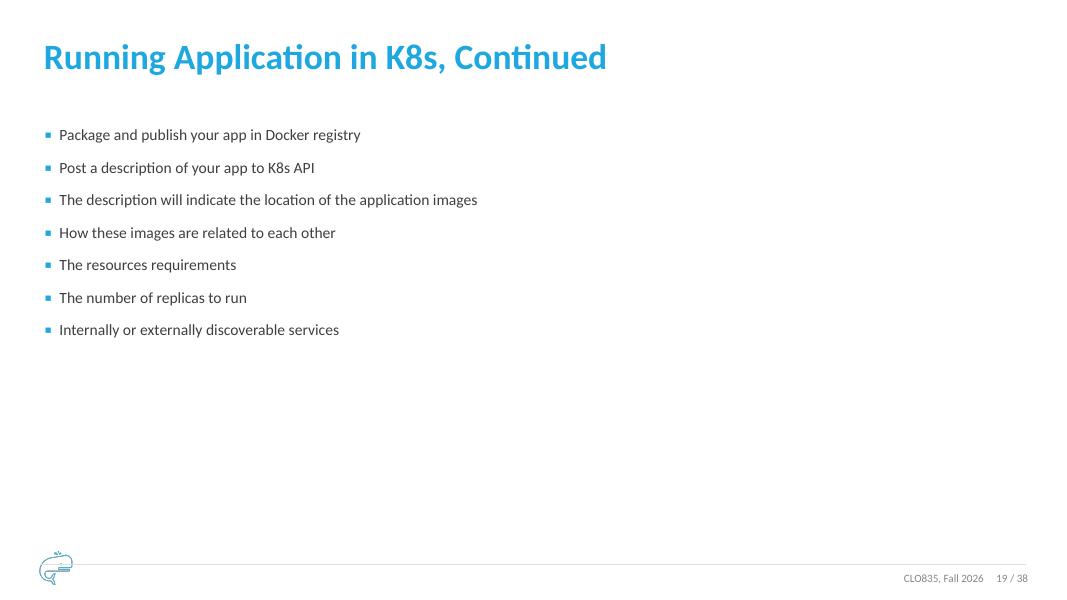 Running Application in K8s, Continued
Package and publish your app in Docker registry
Post a description of your app to K8s API
The description will indicate the location of the application images
How these images are related to each other
The resources requirements
The number of replicas to run
Internally or externally discoverable services
CLO835, Fall 2026 19 / 38